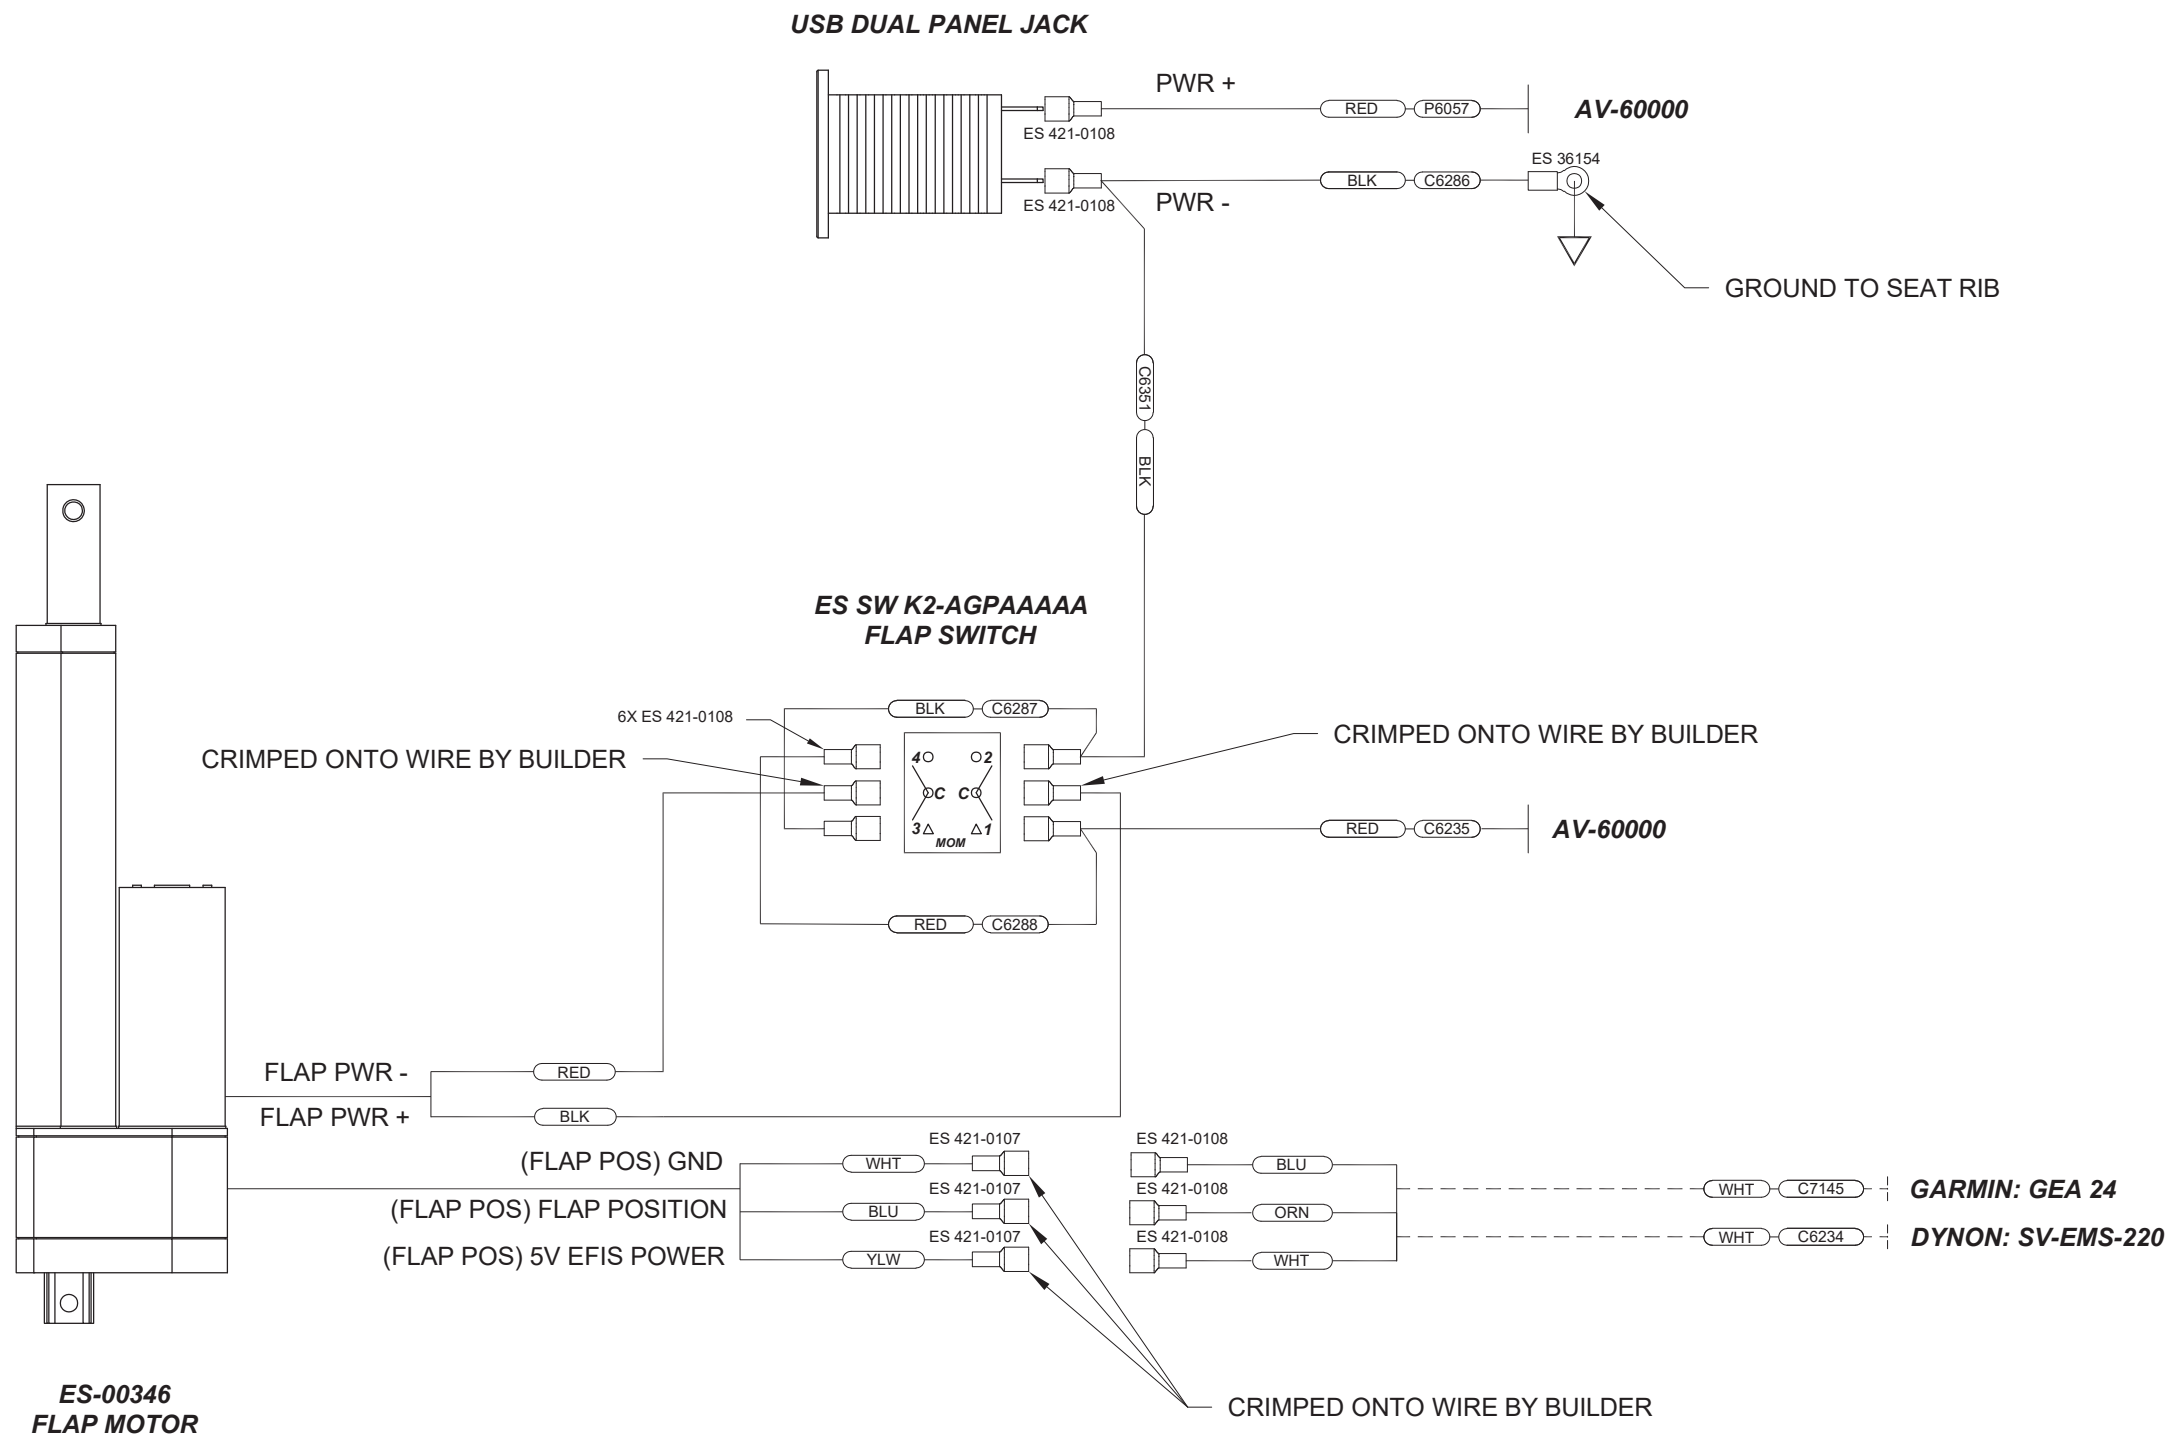 USB DUAL PANEL JACK
PWR +
RED
P6057
AV-60000
ES 421-0108
ES 36154
BLK
C6286
ES 421-0108
PWR -
GROUND TO SEAT RIB
C6351
BLK
ES SW K2-AGPAAAAA
FLAP SWITCH
BLK
C6287
6X ES 421-0108
CRIMPED ONTO WIRE BY BUILDER
CRIMPED ONTO WIRE BY BUILDER
4
2
C
C
3
1
MOM
RED
C6235
AV-60000
RED
C6288
FLAP PWR -
RED
FLAP PWR +
BLK
(FLAP POS) GND
WHT
ES 421-0107
ES 421-0108
BLU
(FLAP POS) FLAP POSITION
BLU
ES 421-0107
ES 421-0108
ORN
WHT
C7145
GARMIN: GEA 24
(FLAP POS) 5V EFIS POWER
YLW
ES 421-0107
ES 421-0108
WHT
WHT
C6234
DYNON: SV-EMS-220
ES-00346
FLAP MOTOR
CRIMPED ONTO WIRE BY BUILDER